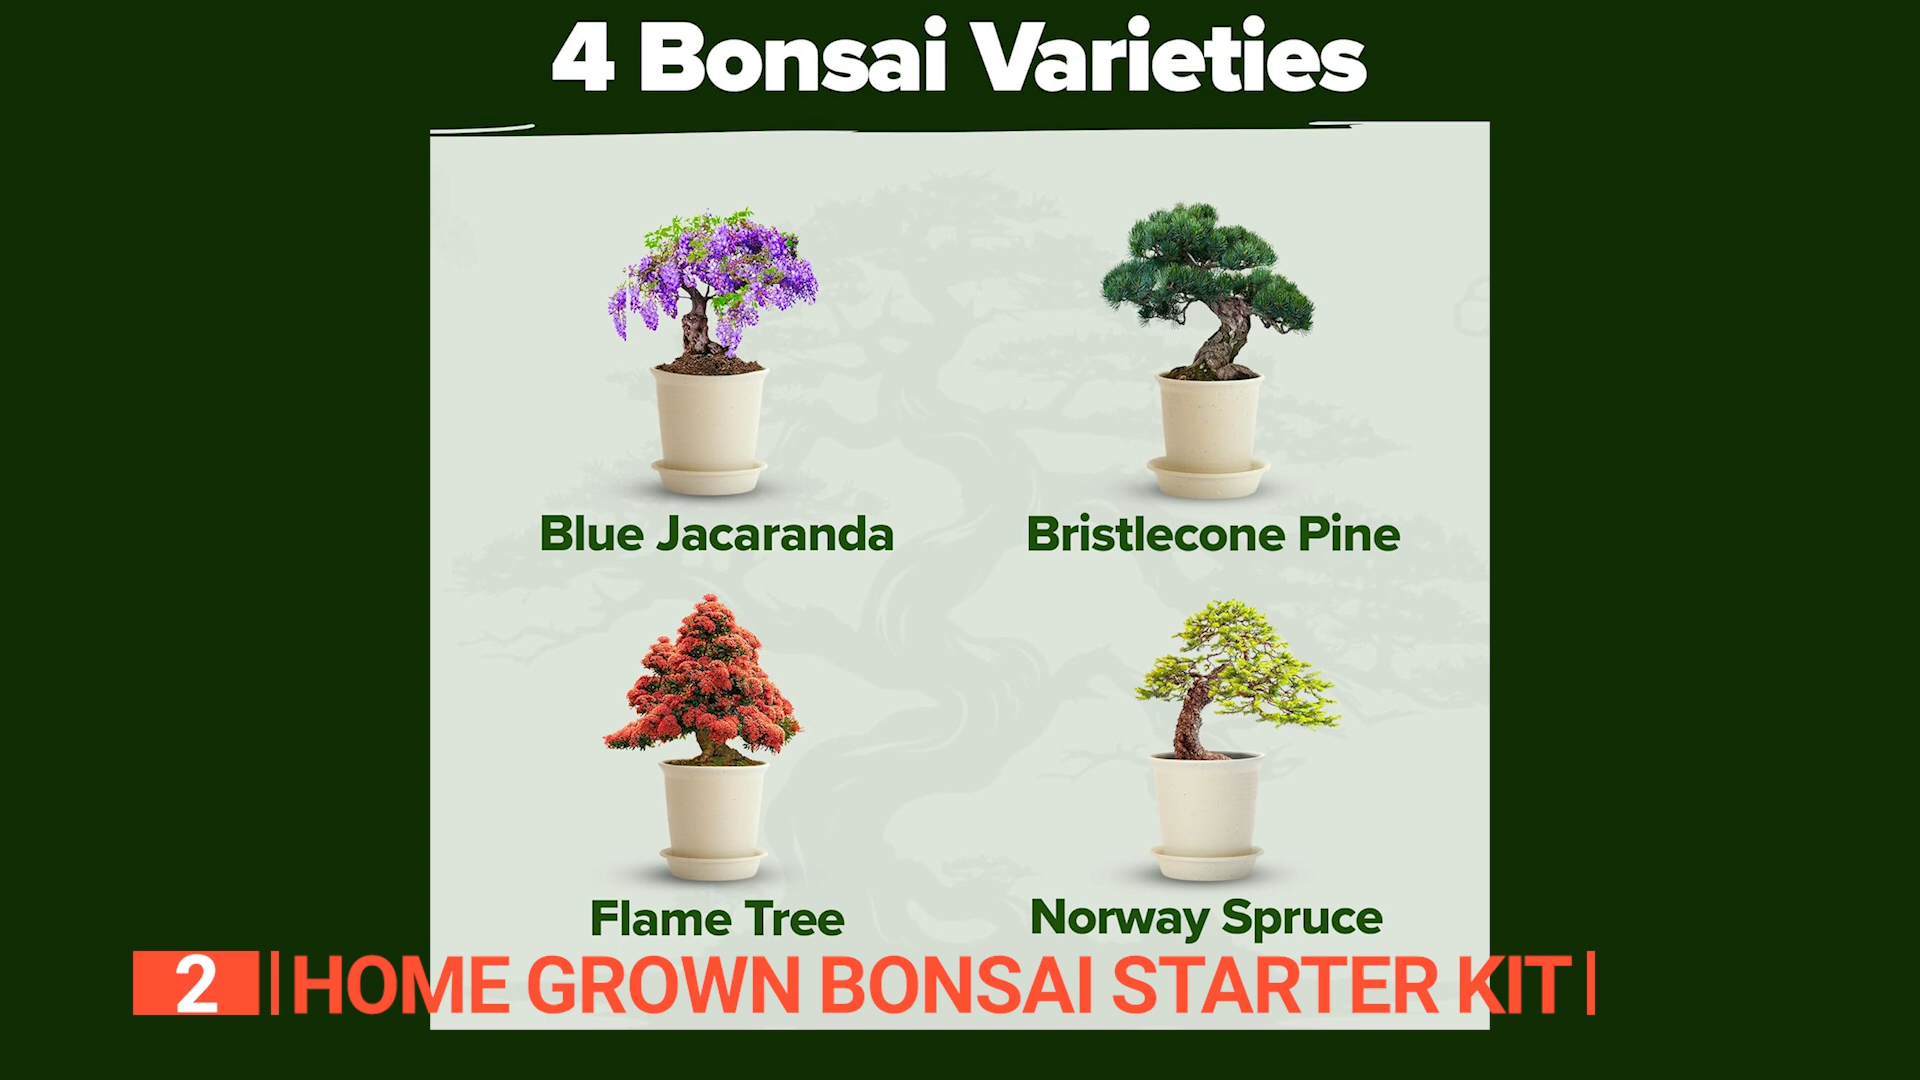 4 Bonsai Varieties
Blue Jacaranda
Bristlecone Pine
Flame Tree
Norway Spruce
2 HOME GROWN BONSAI STARTER KIT